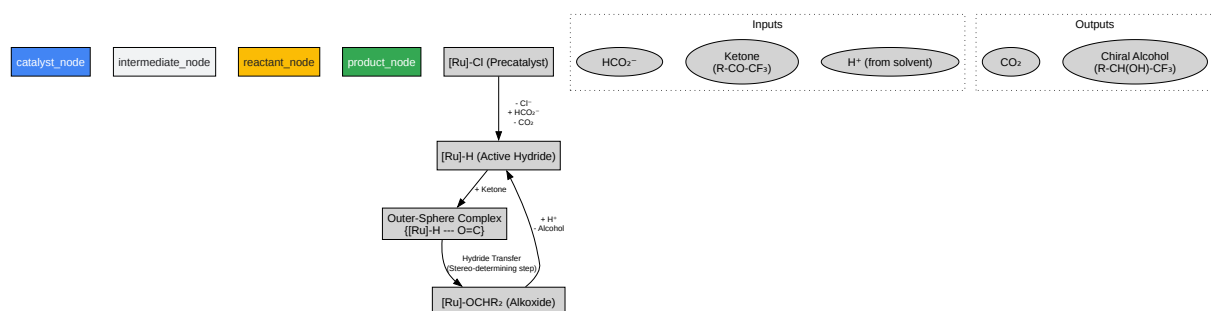 Inputs
Outputs
catalyst_node
intermediate_node
reactant_node
product_node
[Ru]-Cl (Precatalyst)
HCO₂⁻
Ketone
(R-CO-CF₃)
H⁺ (from solvent)
CO₂
Chiral Alcohol
(R-CH(OH)-CF₃)
- Cl⁻
+ HCO₂⁻
- CO₂
[Ru]-H (Active Hydride)
+ Ketone
Outer-Sphere Complex
{[Ru]-H --- O=C}
+ H⁺
- Alcohol
Hydride Transfer
(Stereo-determining step)
[Ru]-OCHR₂ (Alkoxide)